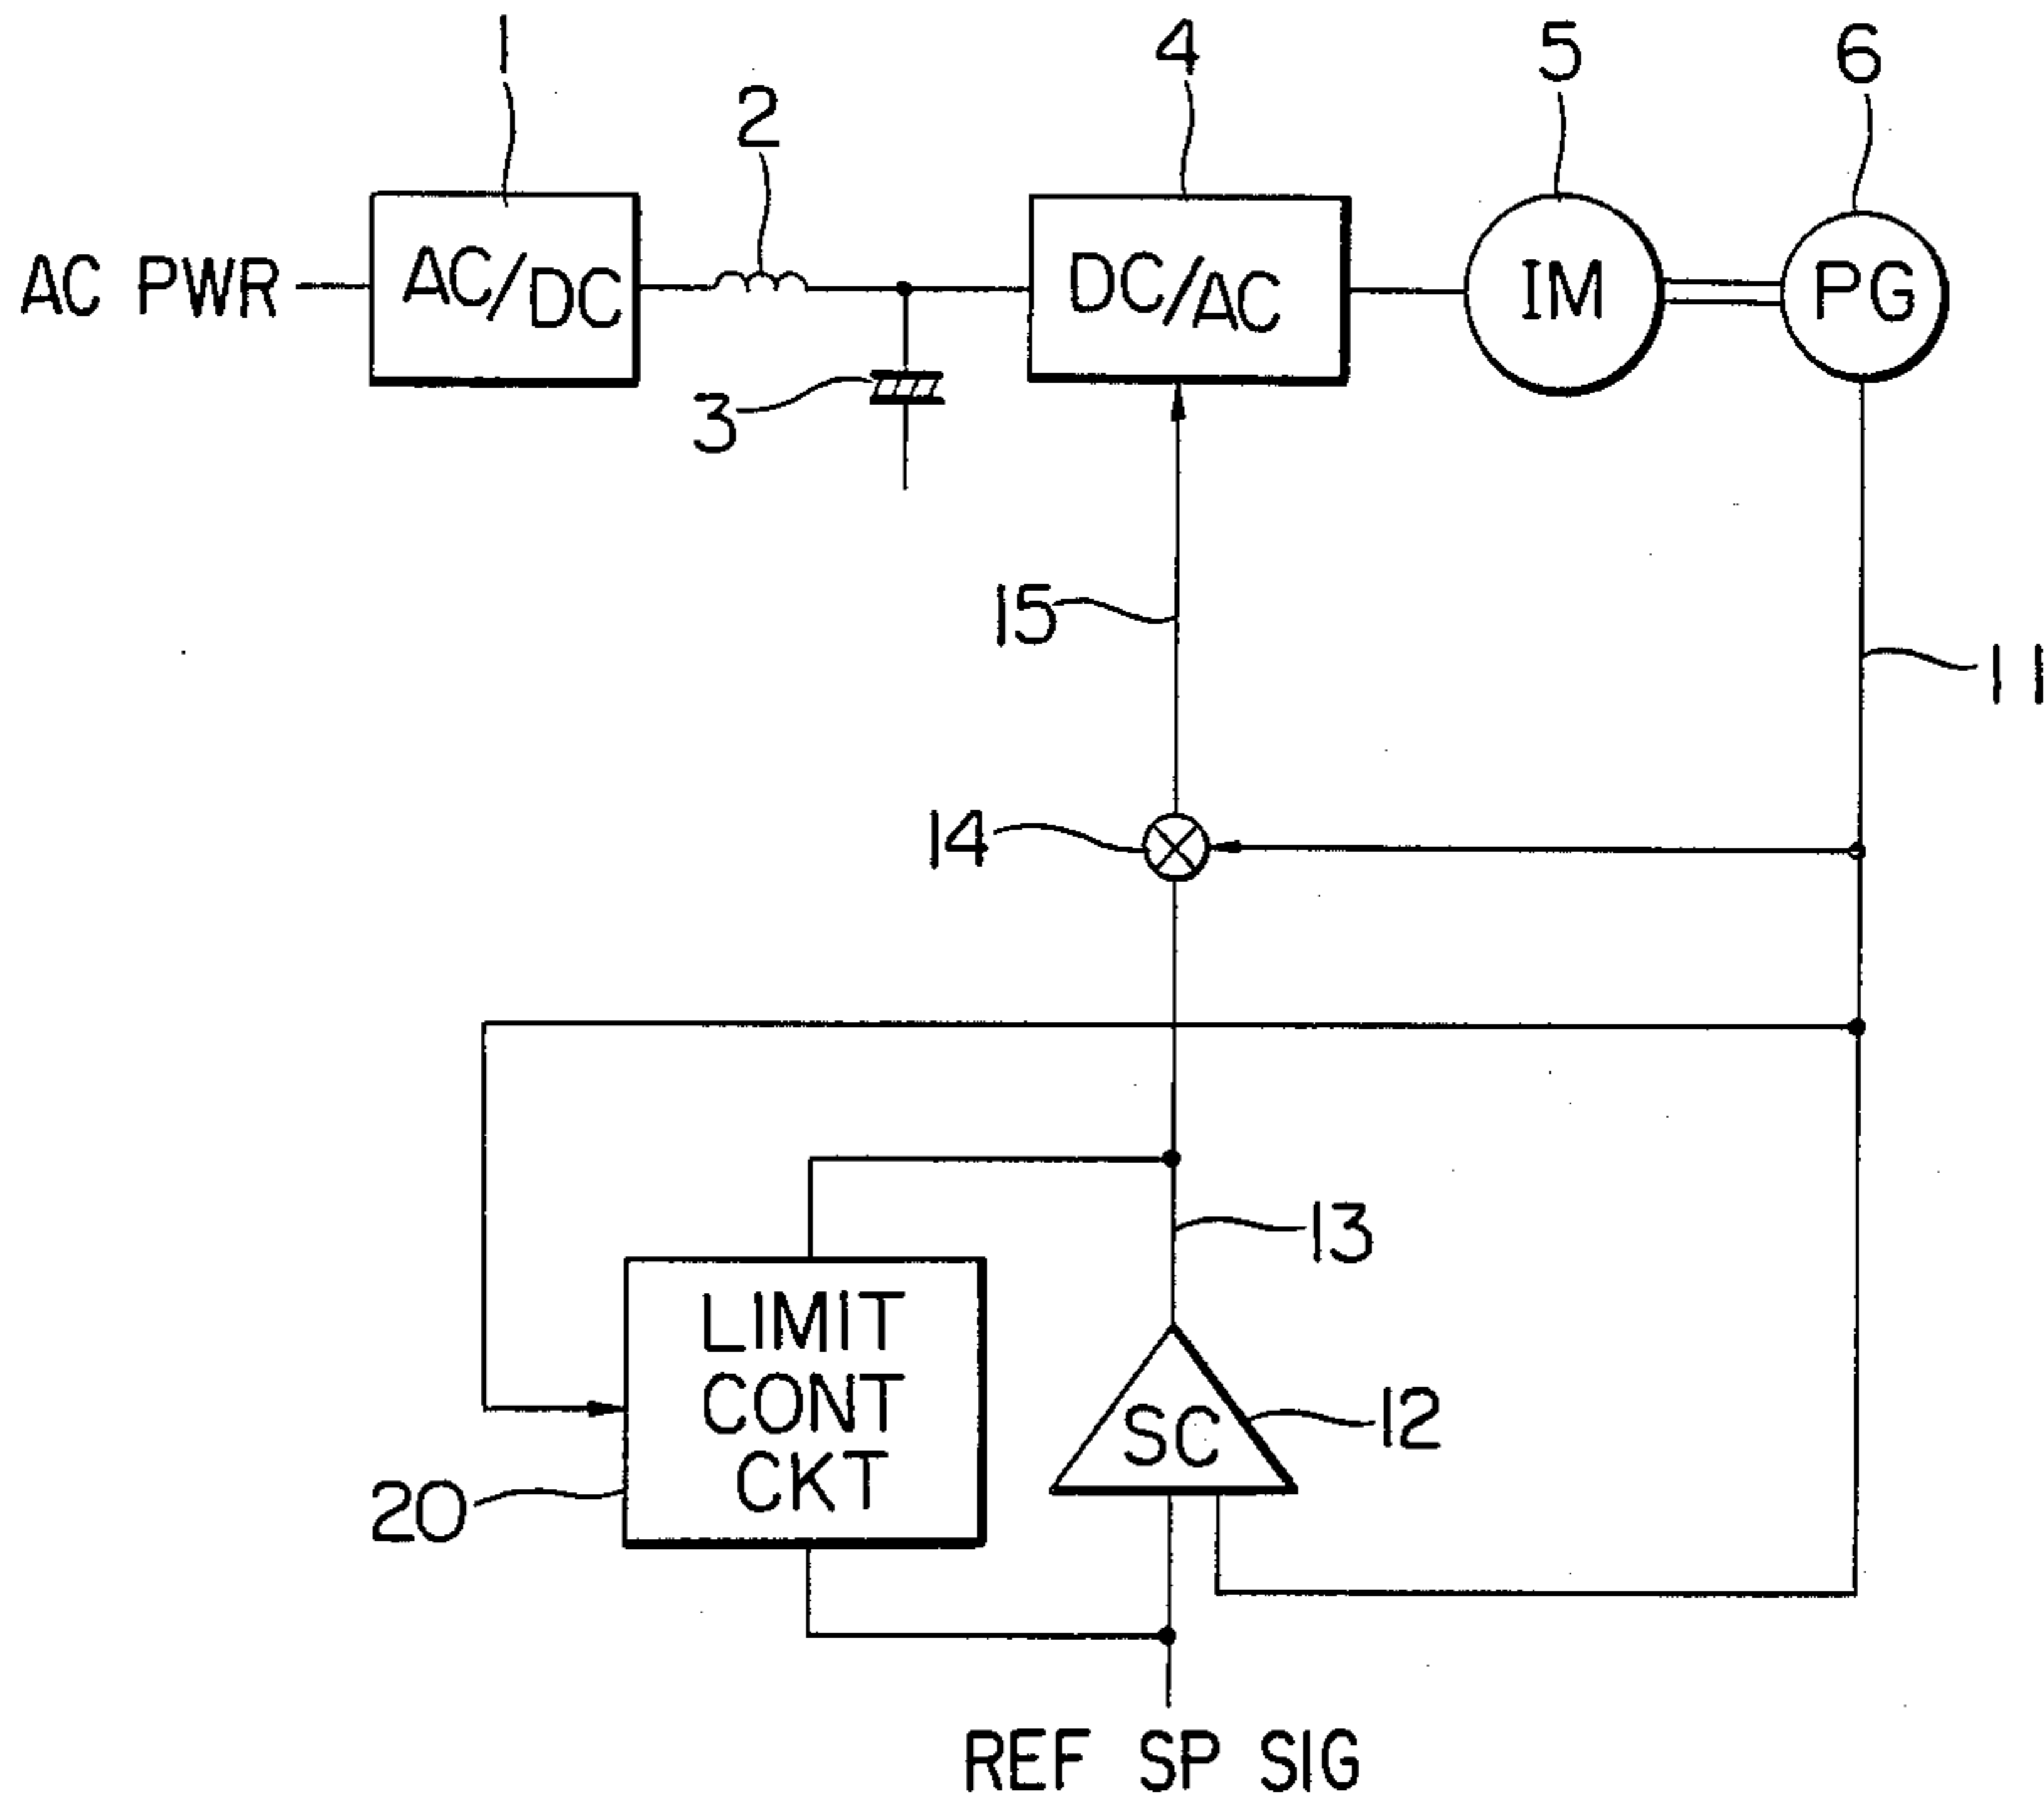 1
4
5
6
2
AC PWR
AC/DC
DC/AC
IM
PG
3
15
11
14
13
LIMIT
CONT
CKT
SC
12
20
REF SP SIG